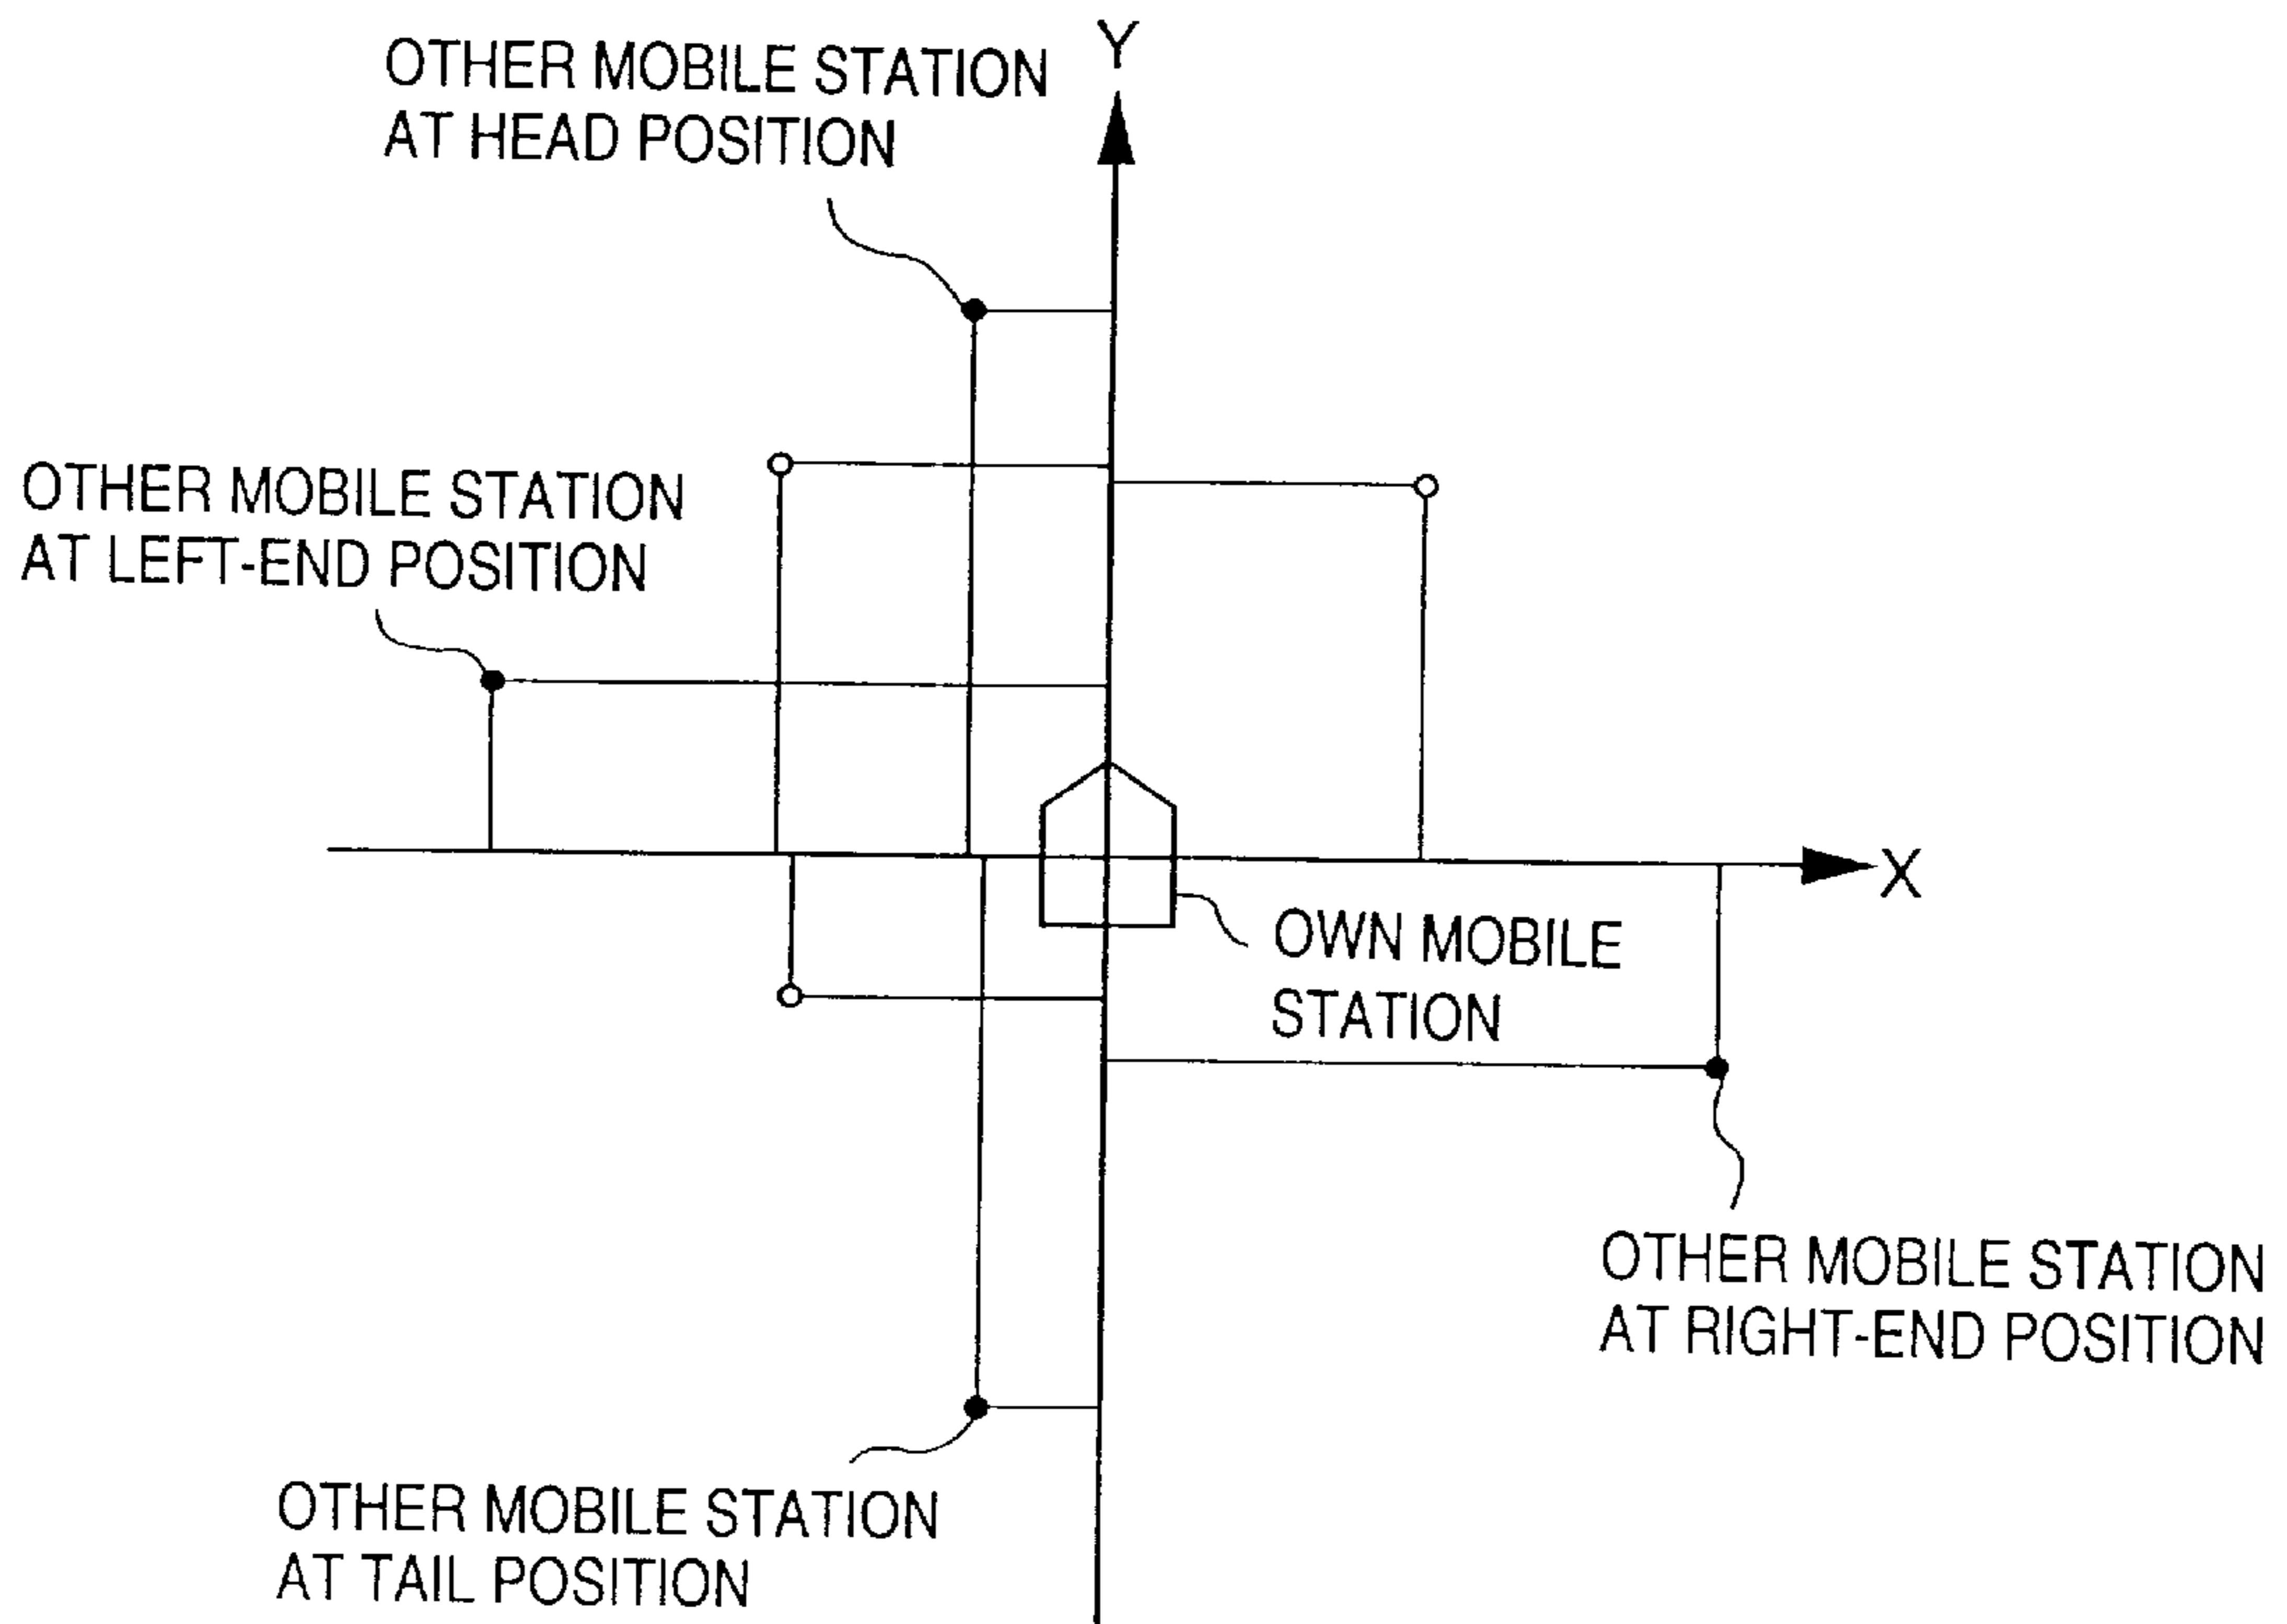 Y
OTHER MOBILE STATION
AT HEAD POSITION
OTHER MOBILE STATION
AT LEFT-END POSITION
X
OWN MOBILE
STATION
OTHER MOBILE STATION
AT RIGHT-END POSITION
OTHER MOBILE STATION
AT TAIL POSITION